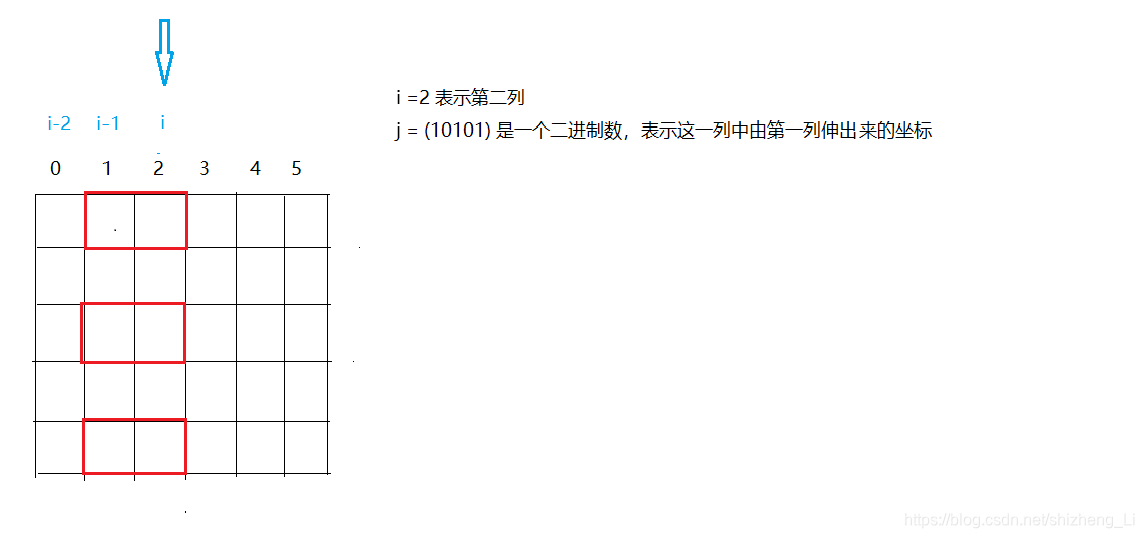 i =2 表示第二列
j = (10101) 是一个二进制数，表示这一列中由第一列伸出来的坐标
i-2 i-1 i
0 1 2 3 4 5
https://blog.csdn.net/shizheng_Li